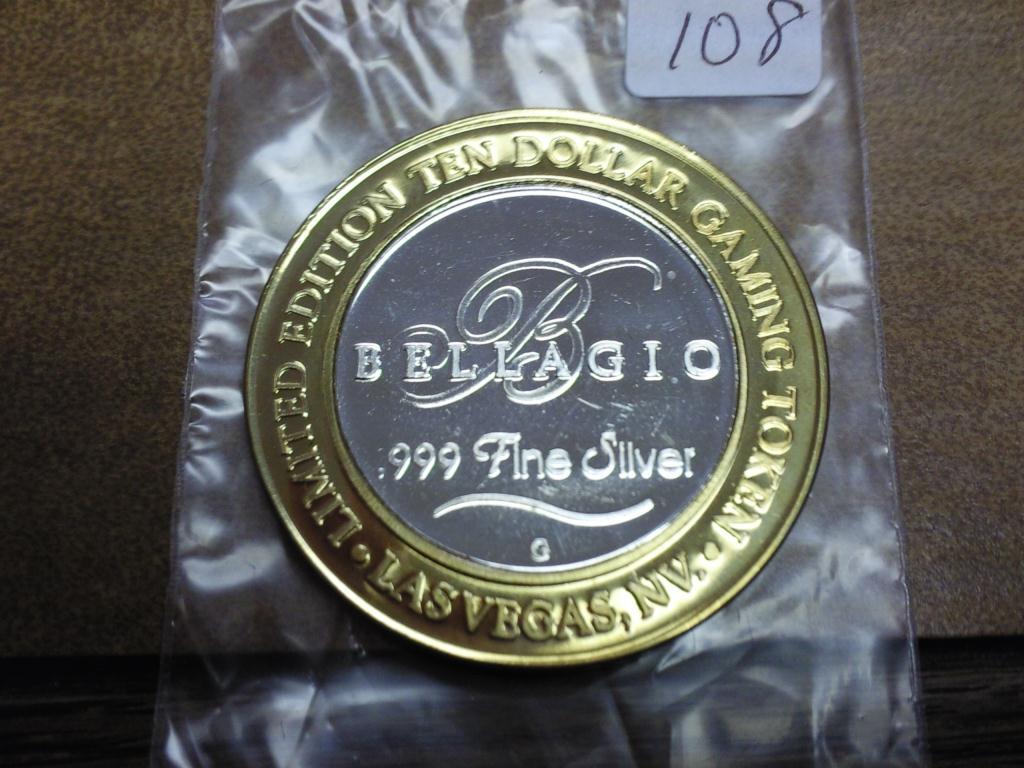 108
LIMITED EDITION TEN DOLLAR GAMING TOKEN
B
BELLAGIO
.999 Fine Silver
G
• LAS VEGAS, NV. •